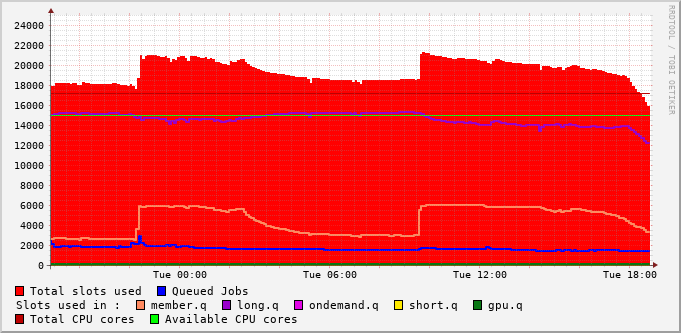 RRDTOOL / TOBI OETIKER
24000
22000
20000
18000
16000
14000
12000
10000
8000
6000
4000
2000
0
Tue 00:00 Tue 06:00 Tue 12:00 Tue 18:00
Total slots used Queued Jobs
Slots used in : member.q long.q ondemand.q short.q gpu.q
Total CPU cores Available CPU cores